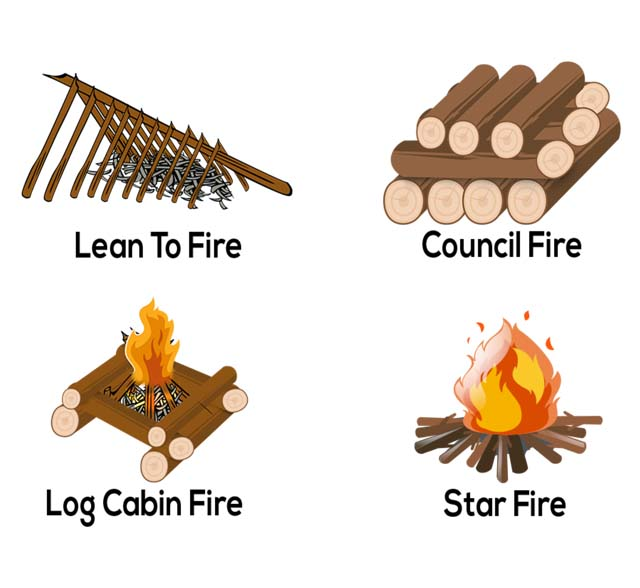 Lean To Fire
Council Fire
Log Cabin Fire
Star Fire